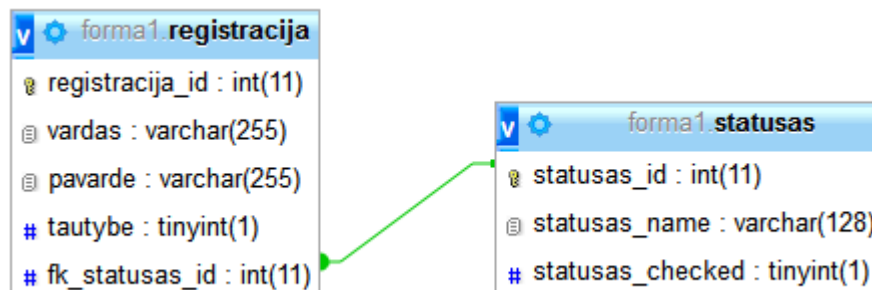 v forma1.registracija
registracija_id : int(11)
vardas : varchar(255)
pavarde : varchar(255)
# tautybe : tinyint(1)
# fk_statusas_id : int(11)
v forma1.statusas
statusas_id : int(11)
statusas_name : varchar(128)
# statusas_checked : tinyint(1)